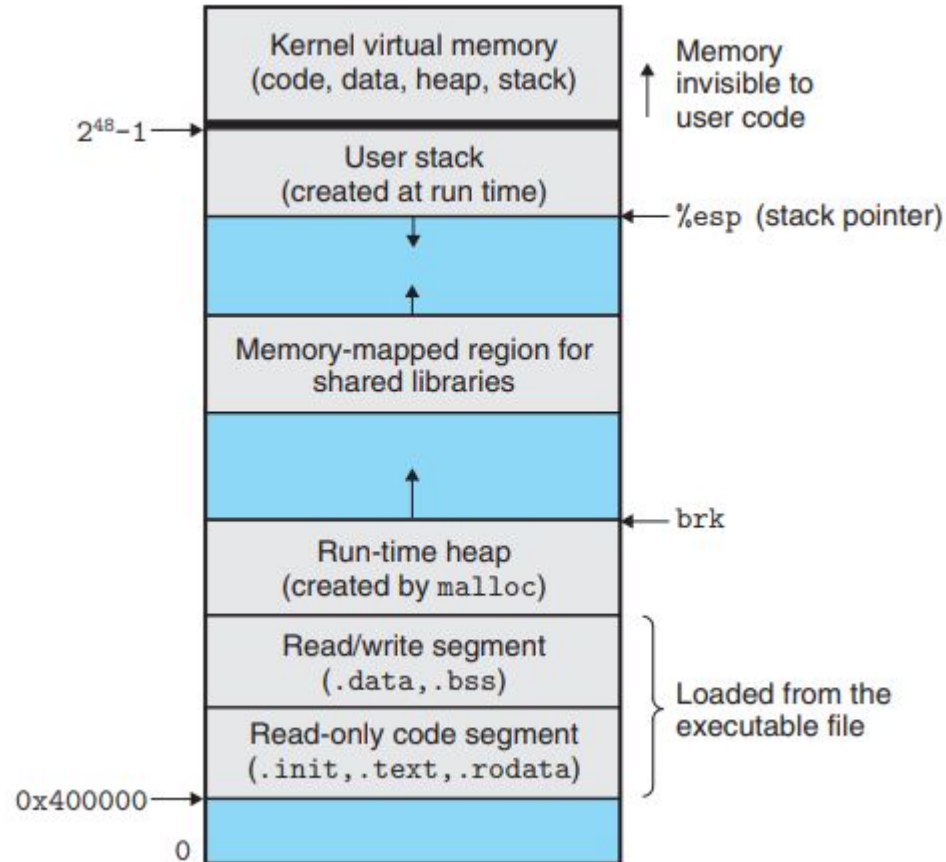 Kernel virtual memory
(code, data, heap, stack)
Memory
invisible to
user code
2⁴⁸-1
User stack
(created at run time)
%esp (stack pointer)
Memory-mapped region for
shared libraries
brk
Run-time heap
(created by malloc)
Read/write segment
(.data,.bss)
Loaded from the
executable file
Read-only code segment
(.init,.text,.rodata)
0x400000
0